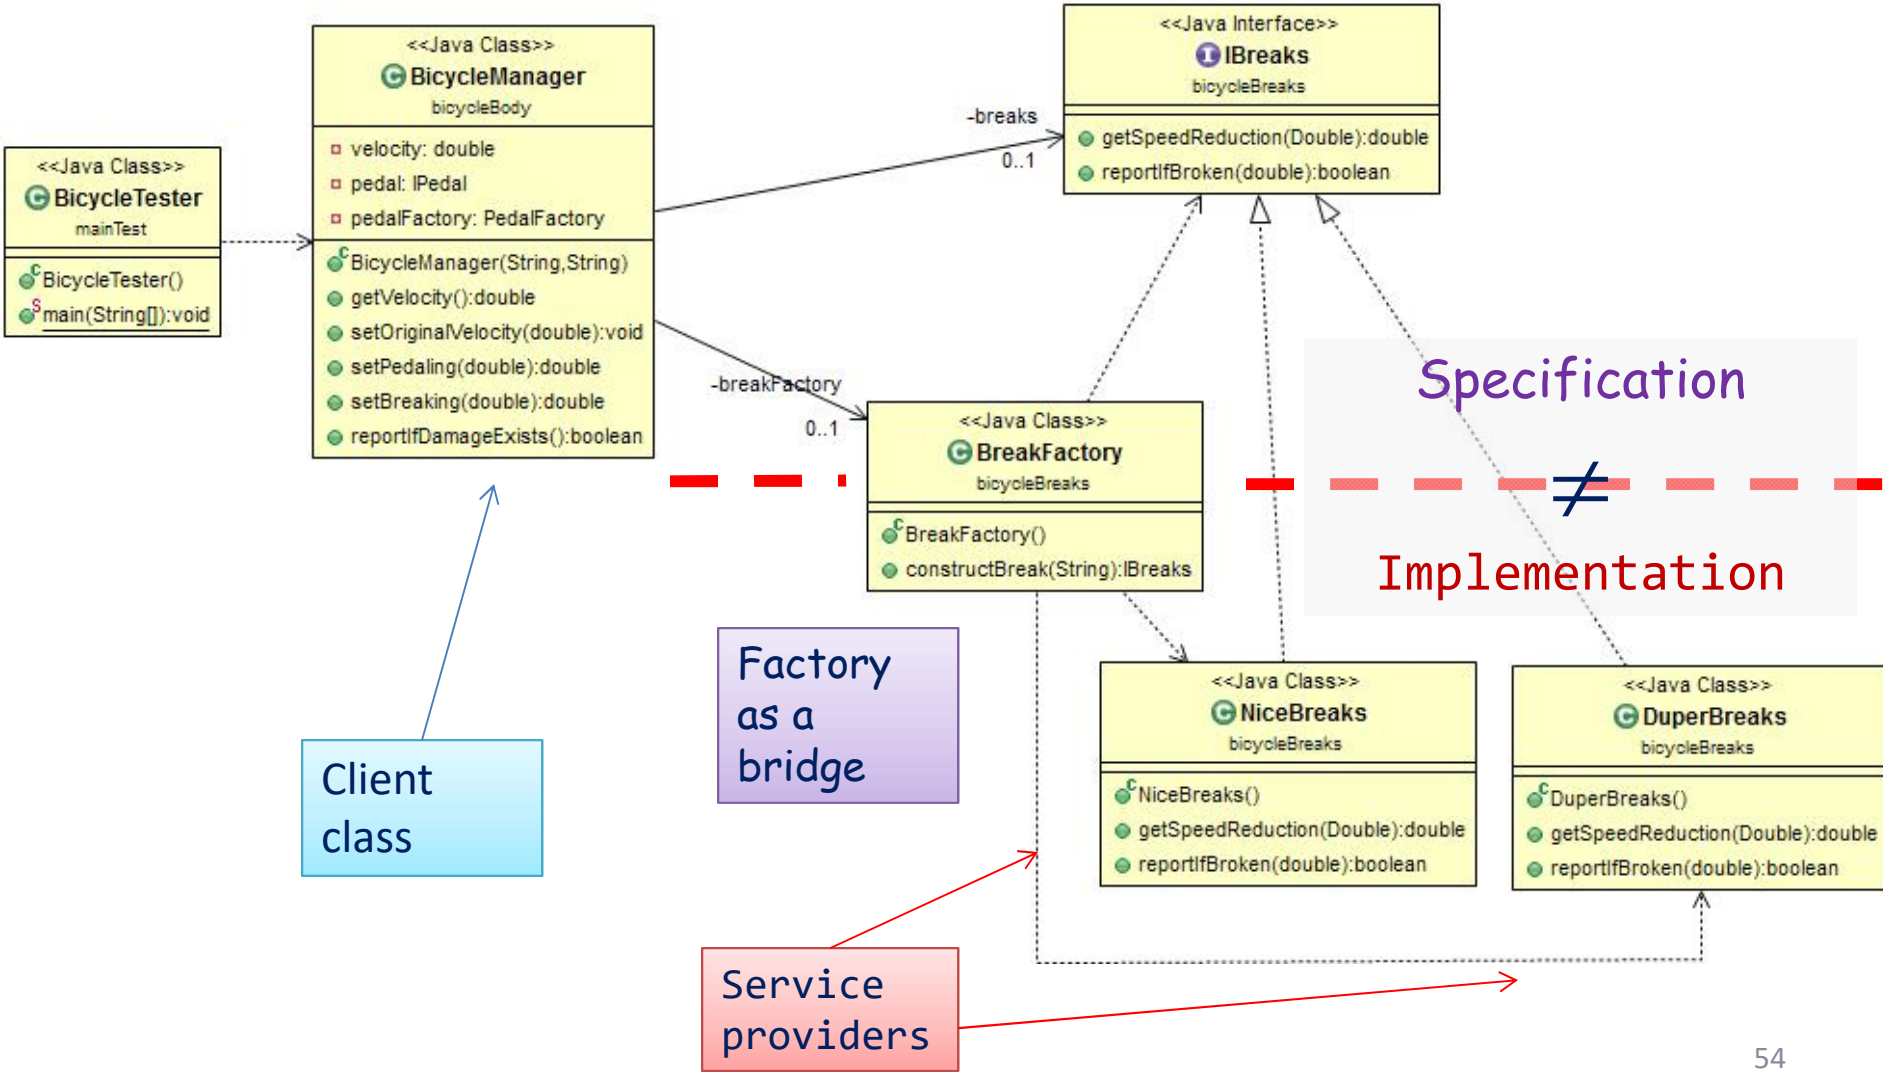 <<Java Class>>
BicycleTester
mainTest
BicycleTester()
main(String[]):void
<<Java Class>>
BicycleManager
bicycleBody
velocity: double
pedal: IPedal
pedalFactory: PedalFactory
BicycleManager(String,String)
getVelocity():double
setOriginalVelocity(double):void
setPedaling(double):double
setBreaking(double):double
reportIfDamageExists():boolean
-breaks
0..1
<<Java Interface>>
IBreaks
bicycleBreaks
getSpeedReduction(Double):double
reportIfBroken(double):boolean
-breakFactory
0..1
<<Java Class>>
BreakFactory
bicycleBreaks
BreakFactory()
constructBreak(String):IBreaks
Specification
≠
Implementation
Factory
as a
bridge
Client
class
<<Java Class>>
NiceBreaks
bicycleBreaks
NiceBreaks()
getSpeedReduction(Double):double
reportIfBroken(double):boolean
<<Java Class>>
DuperBreaks
bicycleBreaks
DuperBreaks()
getSpeedReduction(Double):double
reportIfBroken(double):boolean
Service
providers
54